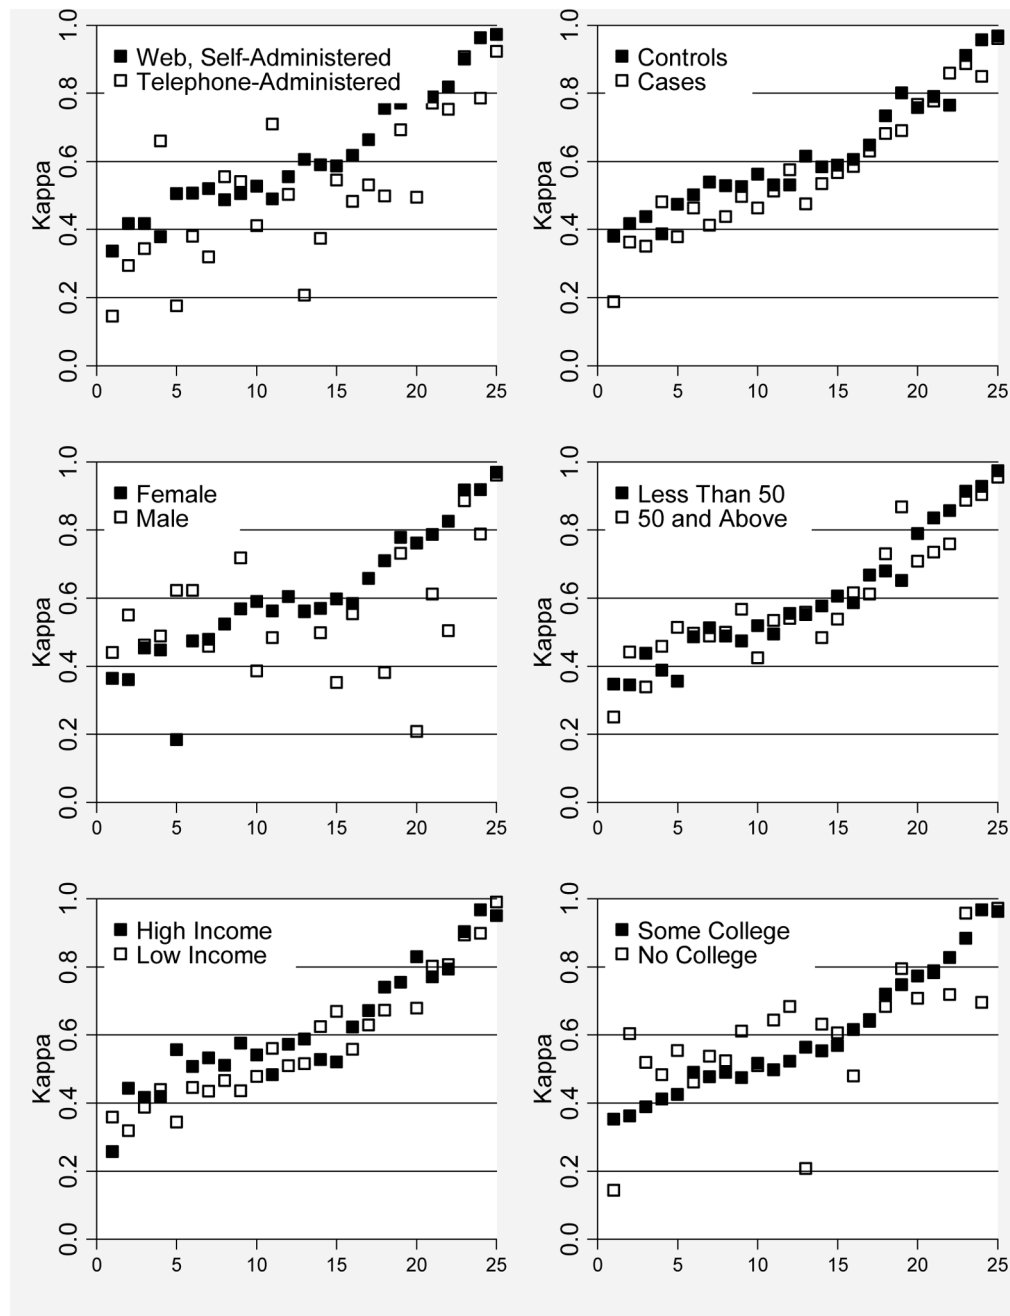 1.0
0.8
0.6
0.4
0.2
0.0
Kappa
Web, Self-Administered
Telephone-Administered
0 5 10 15 20 25
1.0
0.8
0.6
0.4
0.2
0.0
Kappa
Controls
Cases
0 5 10 15 20 25
1.0
0.8
0.6
0.4
0.2
0.0
Kappa
Female
Male
0 5 10 15 20 25
1.0
0.8
0.6
0.4
0.2
0.0
Kappa
Less Than 50
50 and Above
0 5 10 15 20 25
1.0
0.8
0.6
0.4
0.2
0.0
Kappa
High Income
Low Income
0 5 10 15 20 25
1.0
0.8
0.6
0.4
0.2
0.0
Kappa
Some College
No College
0 5 10 15 20 25